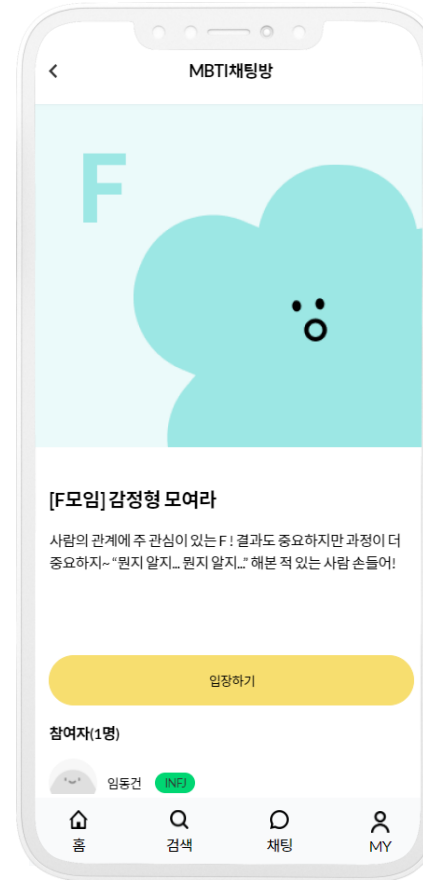 MBTI채팅방
F
[F모임] 감정형 모여라
사람의 관계에 주 관심이 있는 F ! 결과도 중요하지만 과정이 더
중요하지~ “뭔지 알지... 뭔지 알지...” 해본 적 있는 사람 손들어!
입장하기
참여자(1명)
임동건 INFJ
홈 검색 채팅 MY